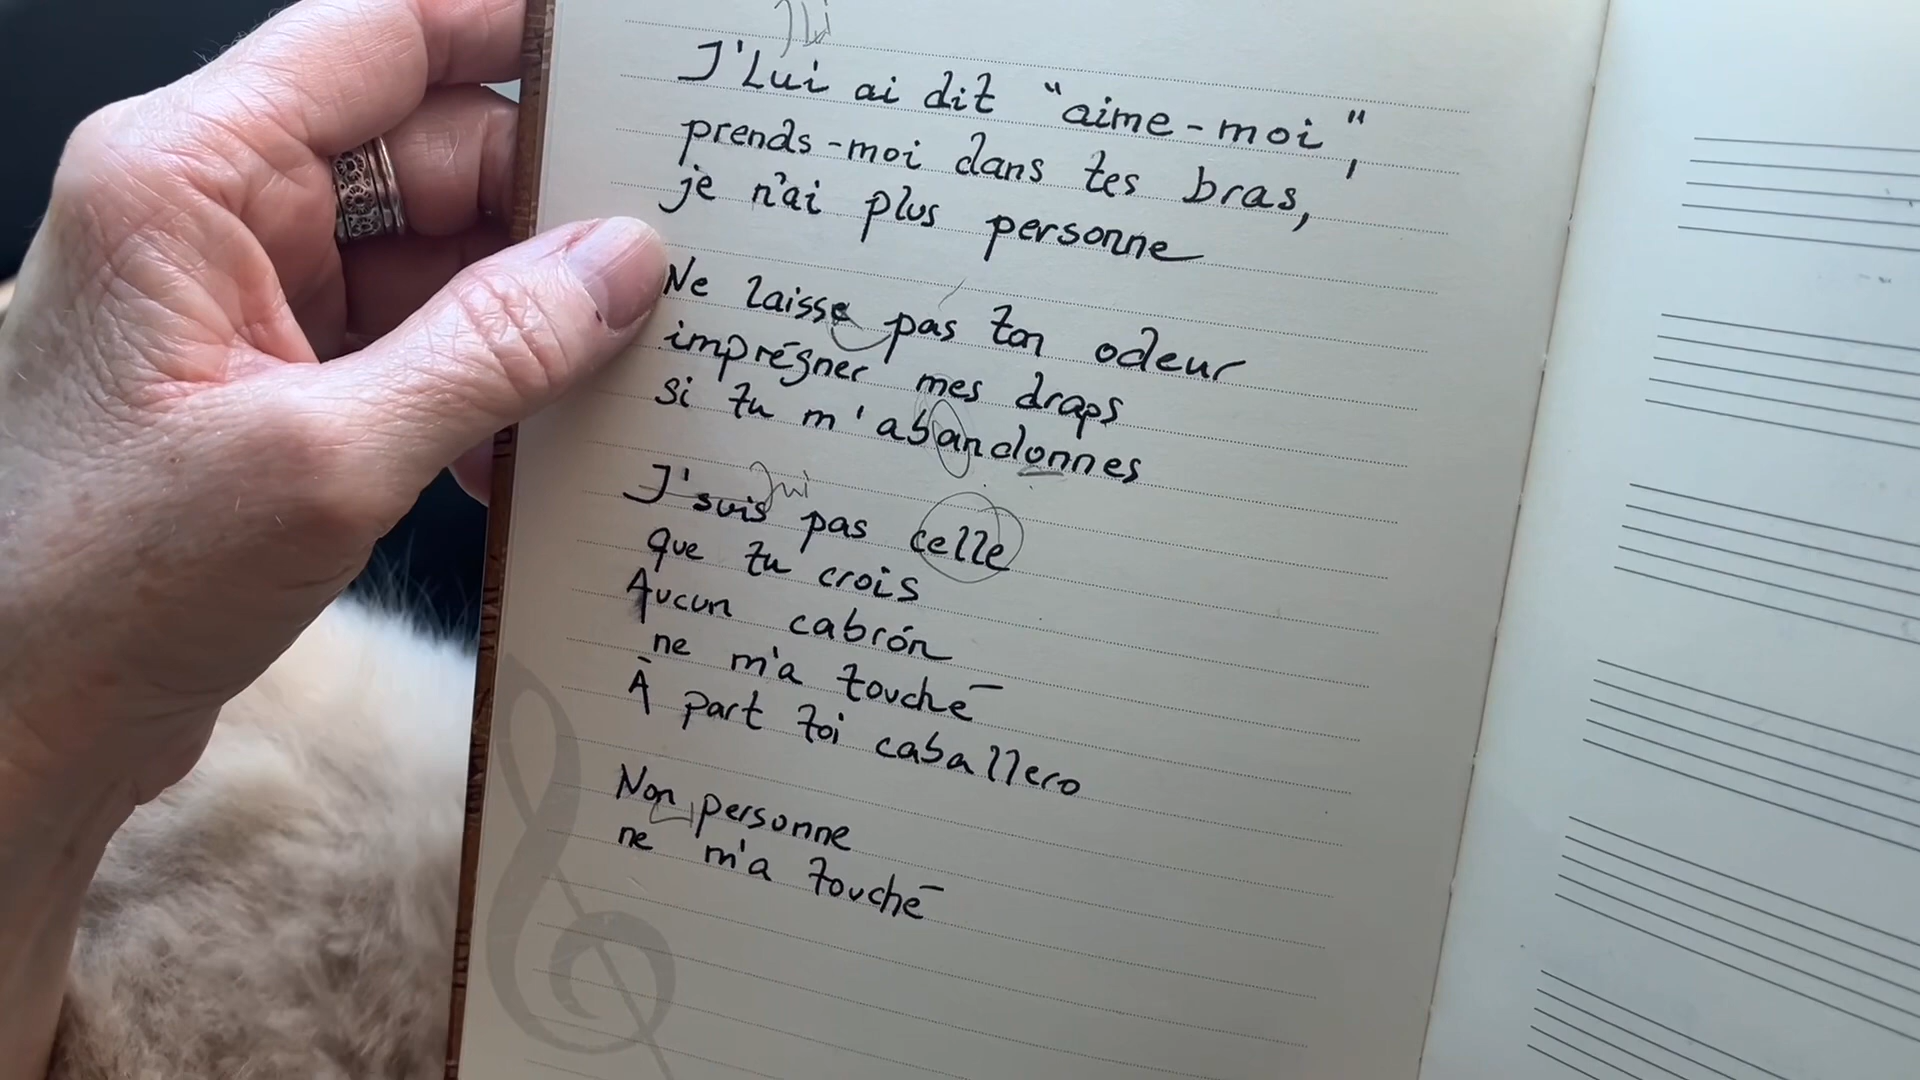 Jui
J'Lui ai dit "aime-moi",
prends-moi dans tes bras,
je n'ai plus personne
Ne laisse pas ton odeur
imprégner mes draps
si tu m'abandonnes
Jui
J'suis pas celle
que tu crois
Aucun cabrón
ne m'a touché
À part toi caballero
Non personne
ne m'a touché